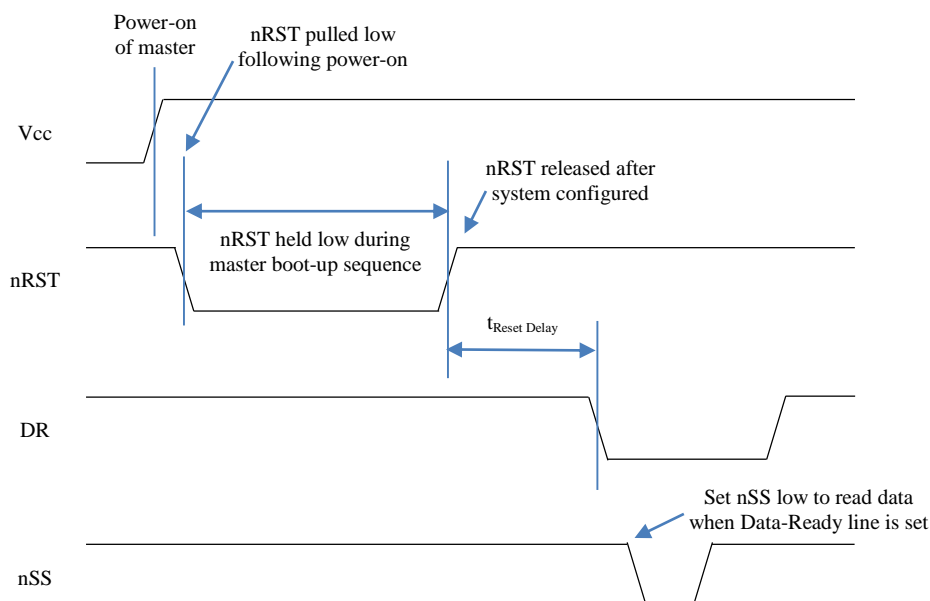 Power-on
of master
nRST pulled low
following power-on
Vcc
nRST released after
system configured
nRST held low during
master boot-up sequence
nRST
tReset Delay
DR
Set nSS low to read data
when Data-Ready line is set
nSS